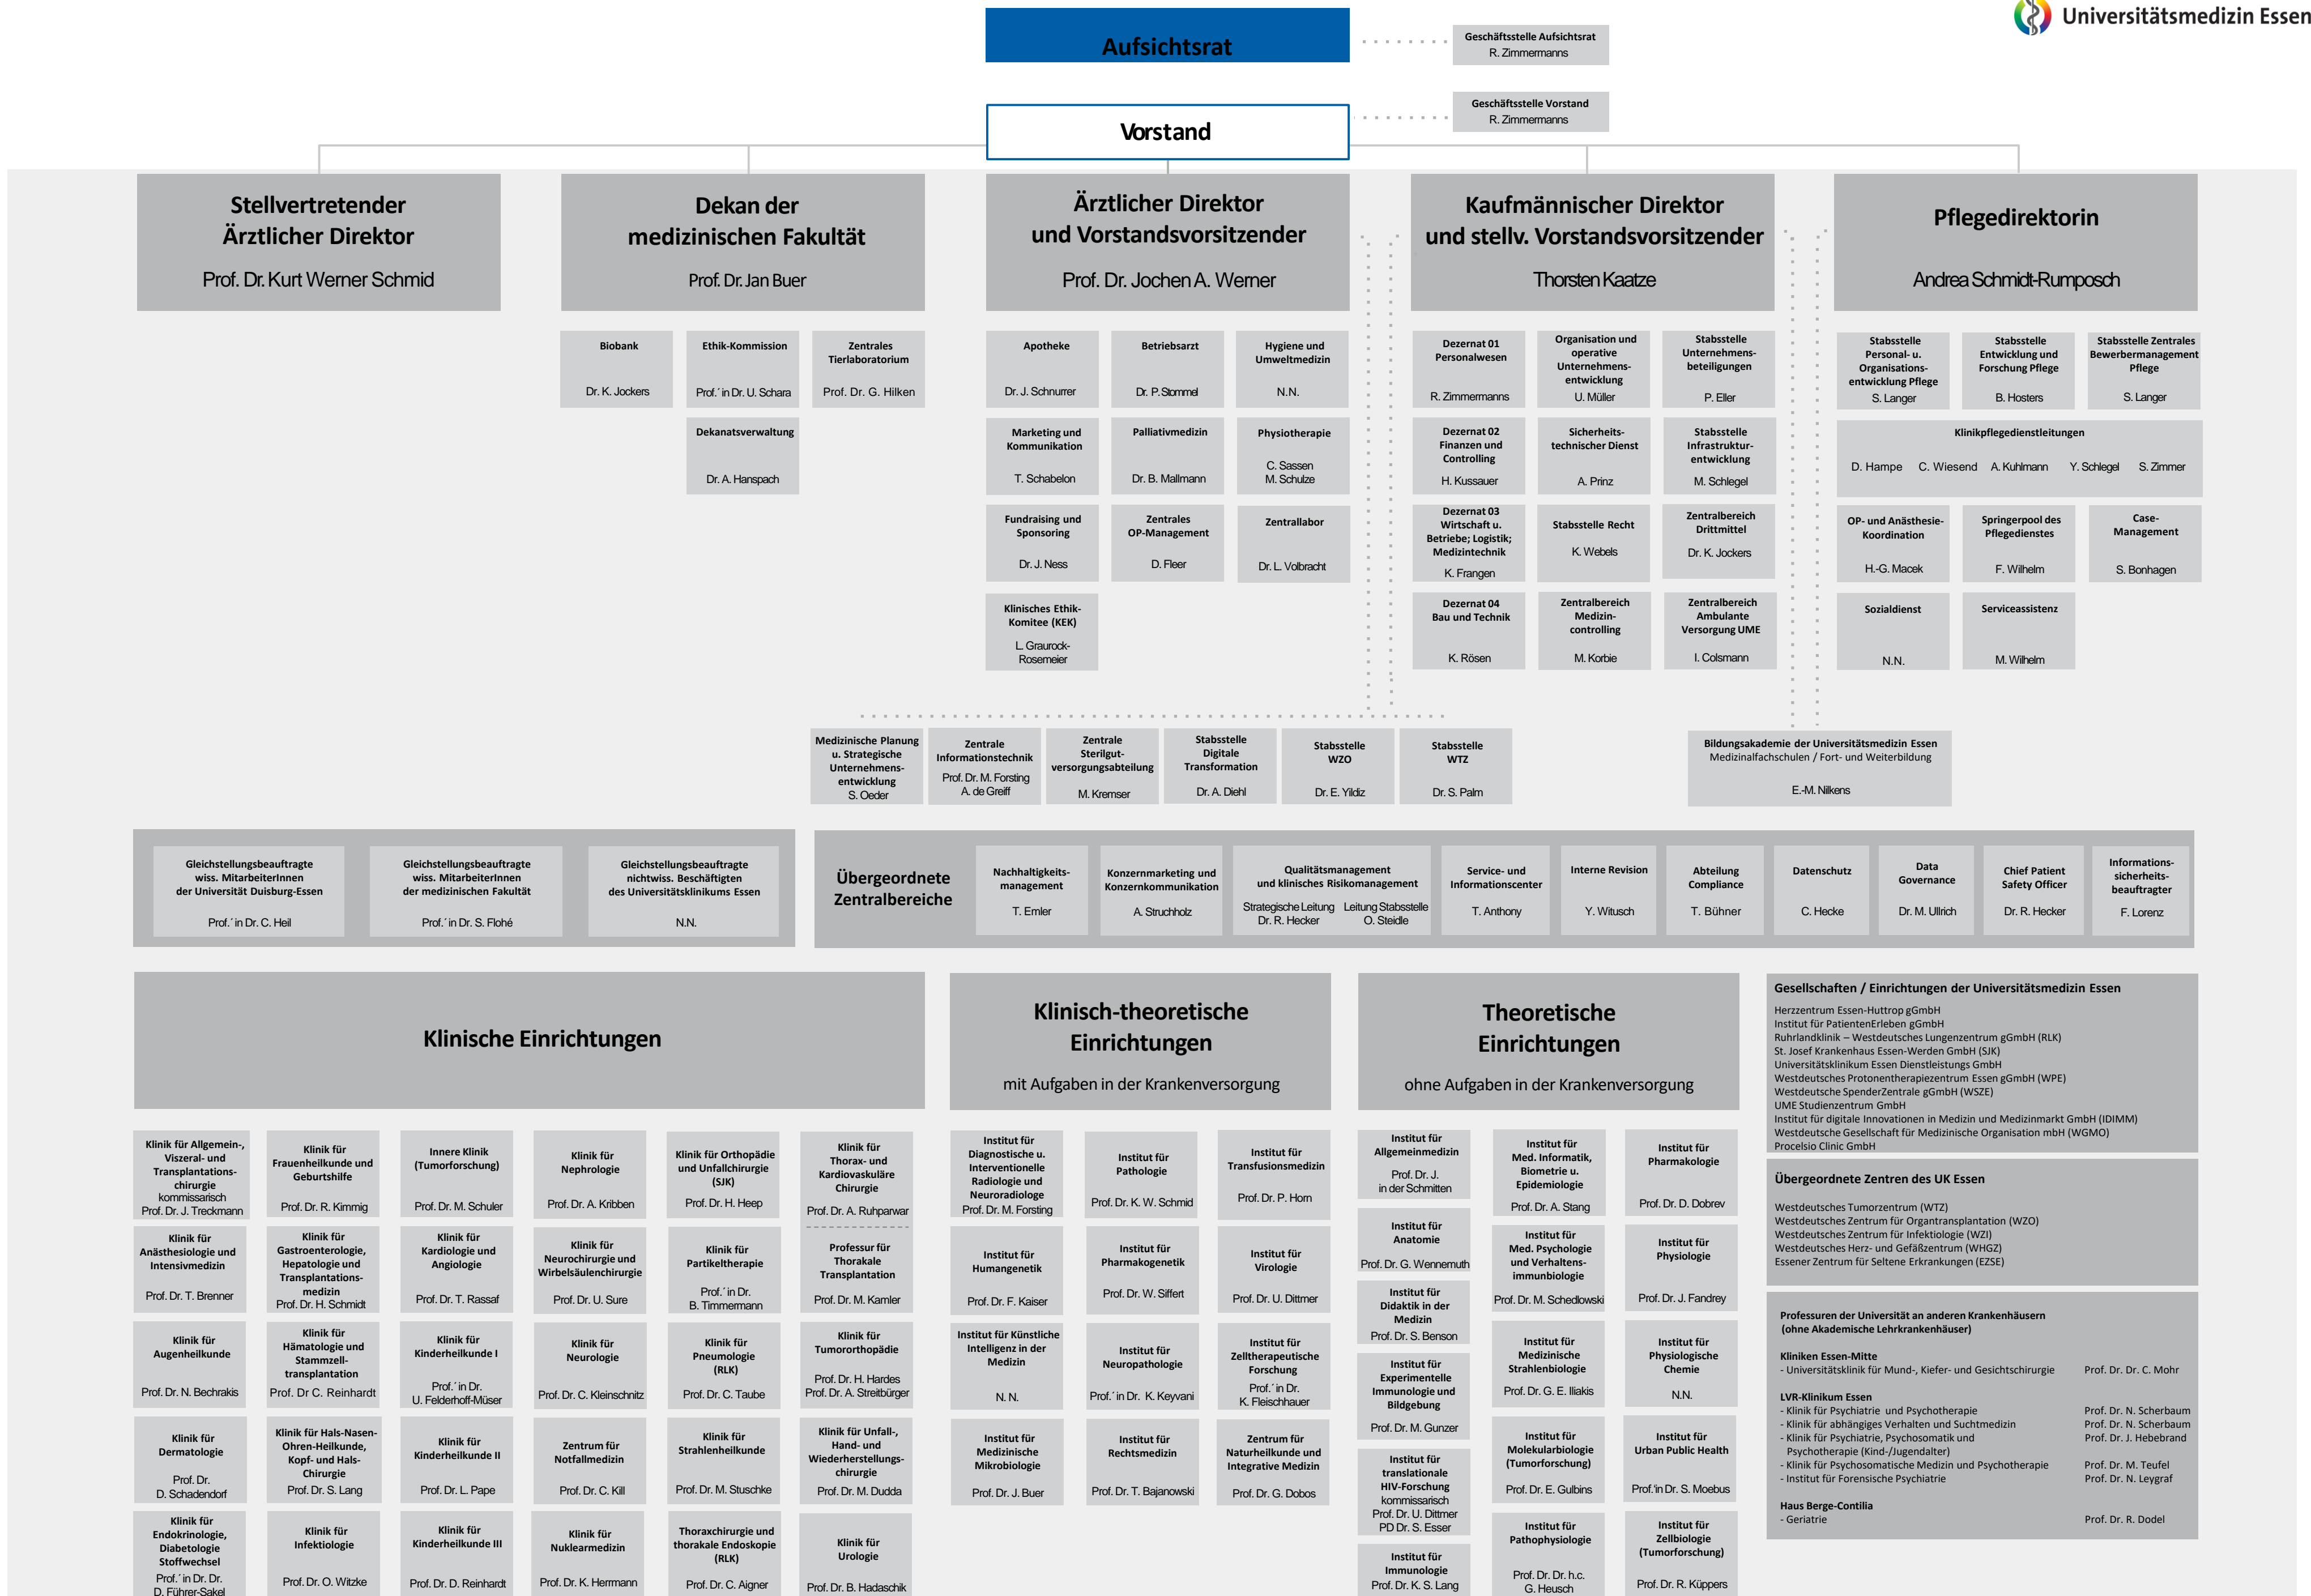 Universitätsmedizin Essen
Aufsichtsrat
Geschäftsstelle Aufsichtsrat
R. Zimmermanns
Geschäftsstelle Vorstand
R. Zimmermanns
Vorstand
Stellvertretender
Ärztlicher Direktor
Prof. Dr. Kurt Werner Schmid
Dekan der
medizinischen Fakultät
Prof. Dr. Jan Buer
Ärztlicher Direktor
und Vorstandsvorsitzender
Prof. Dr. Jochen A. Werner
Kaufmännischer Direktor
und stellv. Vorstandsvorsitzender
Thorsten Kaatze
Pflegedirektorin
Andrea Schmidt-Rumposch
Biobank
Dr. K. Jockers
Ethik-Kommission
Prof.´in Dr. U. Schara
Zentrales
Tierlaboratorium
Prof. Dr. G. Hilken
Dekanatsverwaltung
Dr. A. Hanspach
Apotheke
Dr. J. Schnurrer
Betriebsarzt
Dr. P. Stommel
Hygiene und
Umweltmedizin
N.N.
Marketing und
Kommunikation
T. Schabelon
Palliativmedizin
Dr. B. Mallmann
Physiotherapie
C. Sassen
M. Schulze
Fundraising und
Sponsoring
Dr. J. Ness
Zentrales
OP-Management
D. Fleer
Zentrallabor
Dr. L. Volbracht
Klinisches Ethik-
Komitee (KEK)
L. Graurock-
Rosemeier
Dezernat 01
Personalwesen
R. Zimmermanns
Organisation und
operative
Unternehmens-
entwicklung
U. Müller
Stabsstelle
Unternehmens-
beteiligungen
P. Eller
Dezernat 02
Finanzen und
Controlling
H. Kussauer
Sicherheits-
technischer Dienst
A. Prinz
Stabsstelle
Infrastruktur-
entwicklung
M. Schlegel
Dezernat 03
Wirtschaft u.
Betriebe; Logistik;
Medizintechnik
K. Frangen
Stabsstelle Recht
K. Webels
Zentralbereich
Drittmittel
Dr. K. Jockers
Dezernat 04
Bau und Technik
K. Rösen
Zentralbereich
Medizin-
controlling
M. Korbie
Zentralbereich
Ambulante
Versorgung UME
I. Colsmann
Stabsstelle
Personal- u.
Organisations-
entwicklung Pflege
S. Langer
Stabsstelle
Entwicklung und
Forschung Pflege
B. Hosters
Stabsstelle Zentrales
Bewerbermanagement
Pflege
S. Langer
Klinikpflegedienstleitungen
D. Hampe C. Wiesend A. Kuhlmann Y. Schlegel S. Zimmer
OP- und Anästhesie-
Koordination
H.-G. Macek
Springerpool des
Pflegedienstes
F. Wilhelm
Case-
Management
S. Bonhagen
Sozialdienst
N.N.
Serviceassistenz
M. Wilhelm
Medizinische Planung
u. Strategische
Unternehmens-
entwicklung
S. Oeder
Zentrale
Informationstechnik
Prof. Dr. M. Forsting
A. de Greiff
Zentrale
Sterilgut-
versorgungsabteilung
M. Kremser
Stabsstelle
Digitale
Transformation
Dr. A. Diehl
Stabsstelle
WZO
Dr. E. Yildiz
Stabsstelle
WTZ
Dr. S. Palm
Bildungsakademie der Universitätsmedizin Essen
Medizinalfachschulen / Fort- und Weiterbildung
E.-M. Nilkens
Gleichstellungsbeauftragte
wiss. MitarbeiterInnen
der Universität Duisburg-Essen
Prof.´in Dr. C. Heil
Gleichstellungsbeauftragte
wiss. MitarbeiterInnen
der medizinischen Fakultät
Prof.´in Dr. S. Flohé
Gleichstellungsbeauftragte
nichtwiss. Beschäftigten
des Universitätsklinikums Essen
N.N.
Übergeordnete
Zentralbereiche
Nachhaltigkeits-
management
T. Emler
Konzernmarketing und
Konzernkommunikation
A. Struchholz
Qualitätsmanagement
und klinisches Risikomanagement
Strategische Leitung Leitung Stabsstelle
Dr. R. Hecker O. Steidle
Service- und
Informationscenter
T. Anthony
Interne Revision
Y. Witusch
Abteilung
Compliance
T. Bühner
Datenschutz
C. Hecke
Data
Governance
Dr. M. Ullrich
Chief Patient
Safety Officer
Dr. R. Hecker
Informations-
sicherheits-
beauftragter
F. Lorenz
Klinische Einrichtungen
Klinisch-theoretische
Einrichtungen
mit Aufgaben in der Krankenversorgung
Theoretische
Einrichtungen
ohne Aufgaben in der Krankenversorgung
Gesellschaften / Einrichtungen der Universitätsmedizin Essen
Herzzentrum Essen-Huttrop gGmbH
Institut für PatientenErleben gGmbH
Ruhrlandklinik – Westdeutsches Lungenzentrum gGmbH (RLK)
St. Josef Krankenhaus Essen-Werden GmbH (SJK)
Universitätsklinikum Essen Dienstleistungs GmbH
Westdeutsches Protonentherapiezentrum Essen gGmbH (WPE)
Westdeutsche SpenderZentrale gGmbH (WSZE)
UME Studienzentrum GmbH
Institut für digitale Innovationen in Medizin und Medizinmarkt GmbH (IDIMM)
Westdeutsche Gesellschaft für Medizinische Organisation mbH (WGMO)
Procelsio Clinic GmbH
Übergeordnete Zentren des UK Essen
Westdeutsches Tumorzentrum (WTZ)
Westdeutsches Zentrum für Organtransplantation (WZO)
Westdeutsches Zentrum für Infektiologie (WZI)
Westdeutsches Herz- und Gefäßzentrum (WHGZ)
Essener Zentrum für Seltene Erkrankungen (EZSE)
Professuren der Universität an anderen Krankenhäusern
(ohne Akademische Lehrkrankenhäuser)
Kliniken Essen-Mitte
- Universitätsklinik für Mund-, Kiefer- und Gesichtschirurgie Prof. Dr. Dr. C. Mohr
LVR-Klinikum Essen
- Klinik für Psychiatrie und Psychotherapie Prof. Dr. N. Scherbaum
- Klinik für abhängiges Verhalten und Suchtmedizin Prof. Dr. N. Scherbaum
- Klinik für Psychiatrie, Psychosomatik und Prof. Dr. J. Hebebrand
Psychotherapie (Kind-/Jugendalter)
- Klinik für Psychosomatische Medizin und Psychotherapie Prof. Dr. M. Teufel
- Institut für Forensische Psychiatrie Prof. Dr. N. Leygraf
Haus Berge-Contilia
- Geriatrie Prof. Dr. R. Dodel
Klinik für Allgemein-,
Viszeral- und
Transplantations-
chirurgie
kommissarisch
Prof. Dr. J. Treckmann
Klinik für
Frauenheilkunde und
Geburtshilfe
Prof. Dr. R. Kimmig
Innere Klinik
(Tumorforschung)
Prof. Dr. M. Schuler
Klinik für
Nephrologie
Prof. Dr. A. Kribben
Klinik für Orthopädie
und Unfallchirurgie
(SJK)
Prof. Dr. H. Heep
Klinik für
Thorax- und
Kardiovaskuläre
Chirurgie
Prof. Dr. A. Ruhparwar
Klinik für
Anästhesiologie und
Intensivmedizin
Prof. Dr. T. Brenner
Klinik für
Gastroenterologie,
Hepatologie und
Transplantations-
medizin
Prof. Dr. H. Schmidt
Klinik für
Kardiologie und
Angiologie
Prof. Dr. T. Rassaf
Klinik für
Neurochirurgie und
Wirbelsäulenchirurgie
Prof. Dr. U. Sure
Klinik für
Partikeltherapie
Prof.´in Dr.
B. Timmermann
Professur für
Thorakale
Transplantation
Prof. Dr. M. Kamler
Klinik für
Augenheilkunde
Prof. Dr. N. Bechrakis
Klinik für
Hämatologie und
Stammzell-
transplantation
Prof. Dr C. Reinhardt
Klinik für
Kinderheilkunde I
Prof.´in Dr.
U. Felderhoff-Müser
Klinik für
Neurologie
Prof. Dr. C. Kleinschnitz
Klinik für
Pneumologie
(RLK)
Prof. Dr. C. Taube
Klinik für
Tumororthopädie
Prof. Dr. H. Hardes
Prof. Dr. A. Streitbürger
Klinik für
Dermatologie
Prof. Dr.
D. Schadendorf
Klinik für Hals-Nasen-
Ohren-Heilkunde,
Kopf- und Hals-
Chirurgie
Prof. Dr. S. Lang
Klinik für
Kinderheilkunde II
Prof. Dr. L. Pape
Zentrum für
Notfallmedizin
Prof. Dr. C. Kill
Klinik für
Strahlenheilkunde
Prof. Dr. M. Stuschke
Klinik für Unfall-,
Hand- und
Wiederherstellungs-
chirurgie
Prof. Dr. M. Dudda
Klinik für
Endokrinologie,
Diabetologie
Stoffwechsel
Prof.´in Dr. Dr.
D. Führer-Sakel
Klinik für
Infektiologie
Prof. Dr. O. Witzke
Klinik für
Kinderheilkunde III
Prof. Dr. D. Reinhardt
Klinik für
Nuklearmedizin
Prof. Dr. K. Herrmann
Thoraxchirurgie und
thorakale Endoskopie
(RLK)
Prof. Dr. C. Aigner
Klinik für
Urologie
Prof. Dr. B. Hadaschik
Institut für
Diagnostische u.
Interventionelle
Radiologie und
Neuroradiologe
Prof. Dr. M. Forsting
Institut für
Pathologie
Prof. Dr. K. W. Schmid
Institut für
Transfusionsmedizin
Prof. Dr. P. Horn
Institut für
Humangenetik
Prof. Dr. F. Kaiser
Institut für
Pharmakogenetik
Prof. Dr. W. Siffert
Institut für
Virologie
Prof. Dr. U. Dittmer
Institut für Künstliche
Intelligenz in der
Medizin
N. N.
Institut für
Neuropathologie
Prof.´in Dr. K. Keyvani
Institut für
Zelltherapeutische
Forschung
Prof.´in Dr.
K. Fleischhauer
Institut für
Medizinische
Mikrobiologie
Prof. Dr. J. Buer
Institut für
Rechtsmedizin
Prof. Dr. T. Bajanowski
Zentrum für
Naturheilkunde und
Integrative Medizin
Prof. Dr. G. Dobos
Institut für
Allgemeinmedizin
Prof. Dr. J.
in der Schmitten
Institut für
Anatomie
Prof. Dr. G. Wennemuth
Institut für
Didaktik in der
Medizin
Prof. Dr. S. Benson
Institut für
Experimentelle
Immunologie und
Bildgebung
Prof. Dr. M. Gunzer
Institut für
translationale
HIV-Forschung
kommissarisch
Prof. Dr. U. Dittmer
PD Dr. S. Esser
Institut für
Immunologie
Prof. Dr. K. S. Lang
Institut für
Med. Informatik,
Biometrie u.
Epidemiologie
Prof. Dr. A. Stang
Institut für
Med. Psychologie
und Verhaltens-
immunbiologie
Prof. Dr. M. Schedlowski
Institut für
Medizinische
Strahlenbiologie
Prof. Dr. G. E. Iliakis
Institut für
Molekularbiologie
(Tumorforschung)
Prof. Dr. E. Gulbins
Institut für
Pathophysiologie
Prof. Dr. Dr. h.c.
G. Heusch
Institut für
Pharmakologie
Prof. Dr. D. Dobrev
Institut für
Physiologie
Prof. Dr. J. Fandrey
Institut für
Physiologische
Chemie
N.N.
Institut für
Urban Public Health
Prof.'in Dr. S. Moebus
Institut für
Zellbiologie
(Tumorforschung)
Prof. Dr. R. Küppers